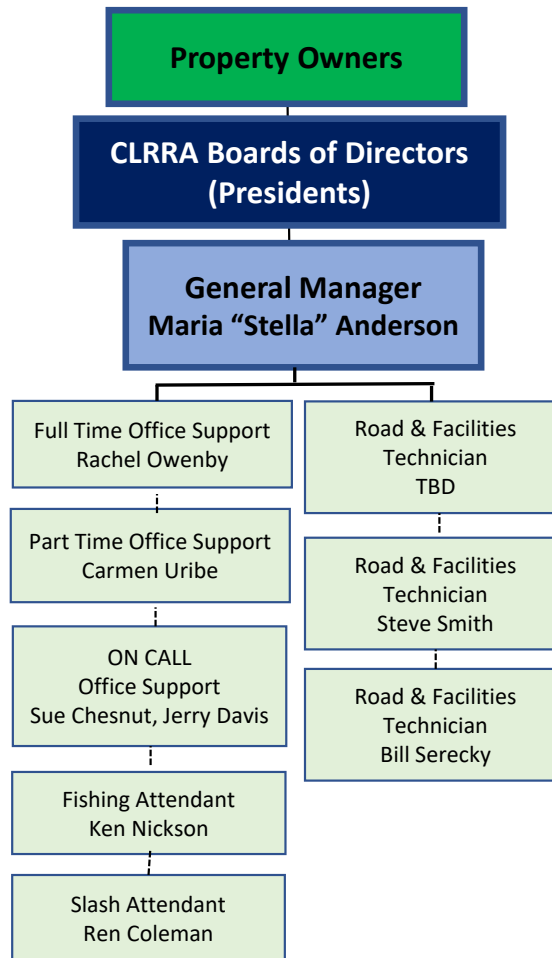 Property Owners
CLRRA Boards of Directors
(Presidents)
General Manager
Maria “Stella” Anderson
Full Time Office Support
Rachel Owenby
Part Time Office Support
Carmen Uribe
ON CALL
Office Support
Sue Chesnut, Jerry Davis
Fishing Attendant
Ken Nickson
Slash Attendant
Ren Coleman
Road & Facilities
Technician
TBD
Road & Facilities
Technician
Steve Smith
Road & Facilities
Technician
Bill Serecky